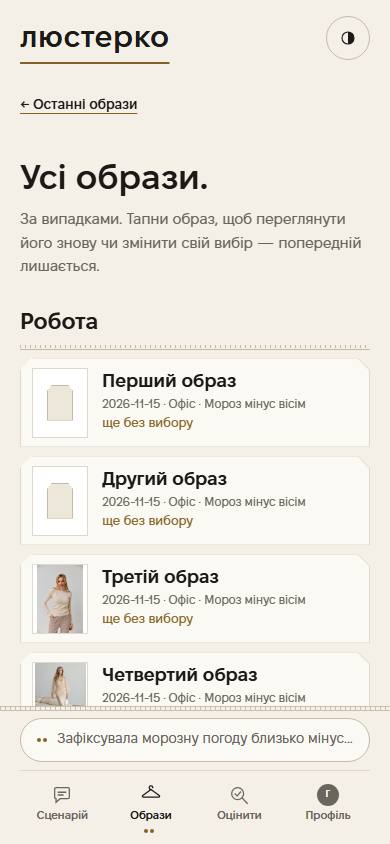 люстерко
← Останні образи
Усі образи.
За випадками. Тапни образ, щоб переглянути
його знову чи змінити свій вибір — попередній
лишається.
Робота
Перший образ
2026-11-15 · Офіс · Мороз мінус вісім
ще без вибору
Другий образ
2026-11-15 · Офіс · Мороз мінус вісім
ще без вибору
Третій образ
2026-11-15 · Офіс · Мороз мінус вісім
ще без вибору
Четвертий образ
2026-11-15 · Офіс · Мороз мінус вісім
Зафіксувала морозну погоду близько мінус...
Сценарій
Образи
Оцінити
Г
Профіль